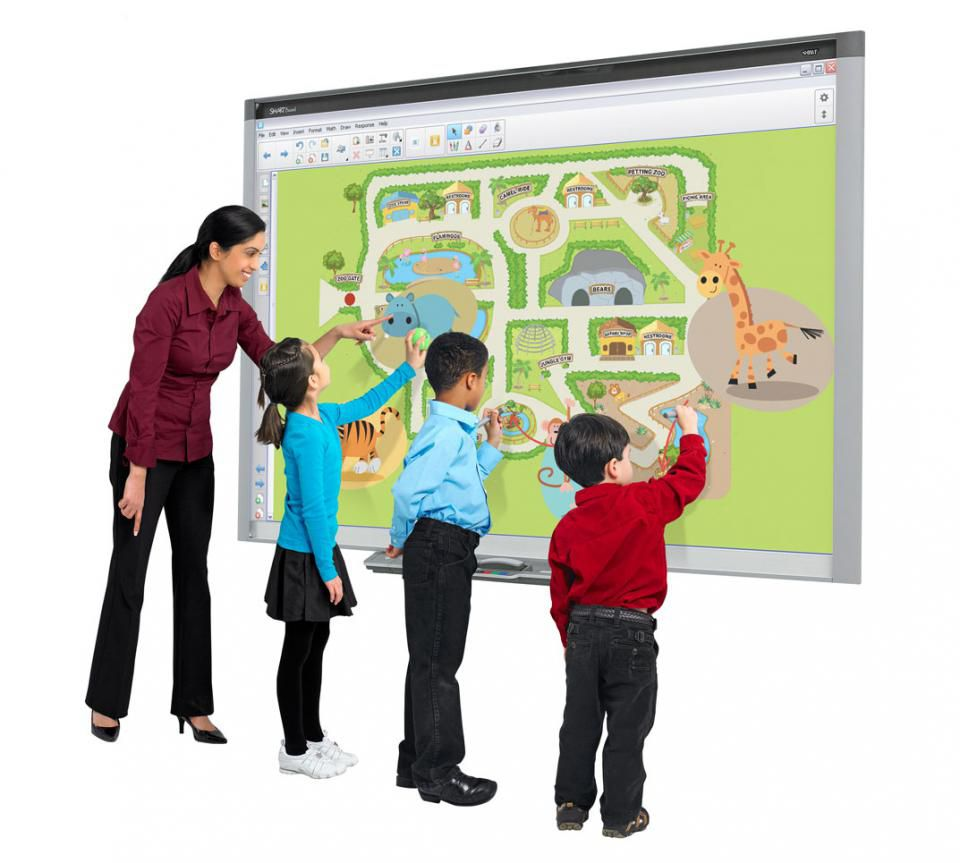 SMART Board
File Edit View Insert Format Math Draw Response Help
RESTROOMS
CAMEL RIDE
RESTROOMS
PETTING ZOO
PICNIC AREA
FLAMINGOS
ZOO GATE
BEARS
JUNGLE GYM
RESTROOMS